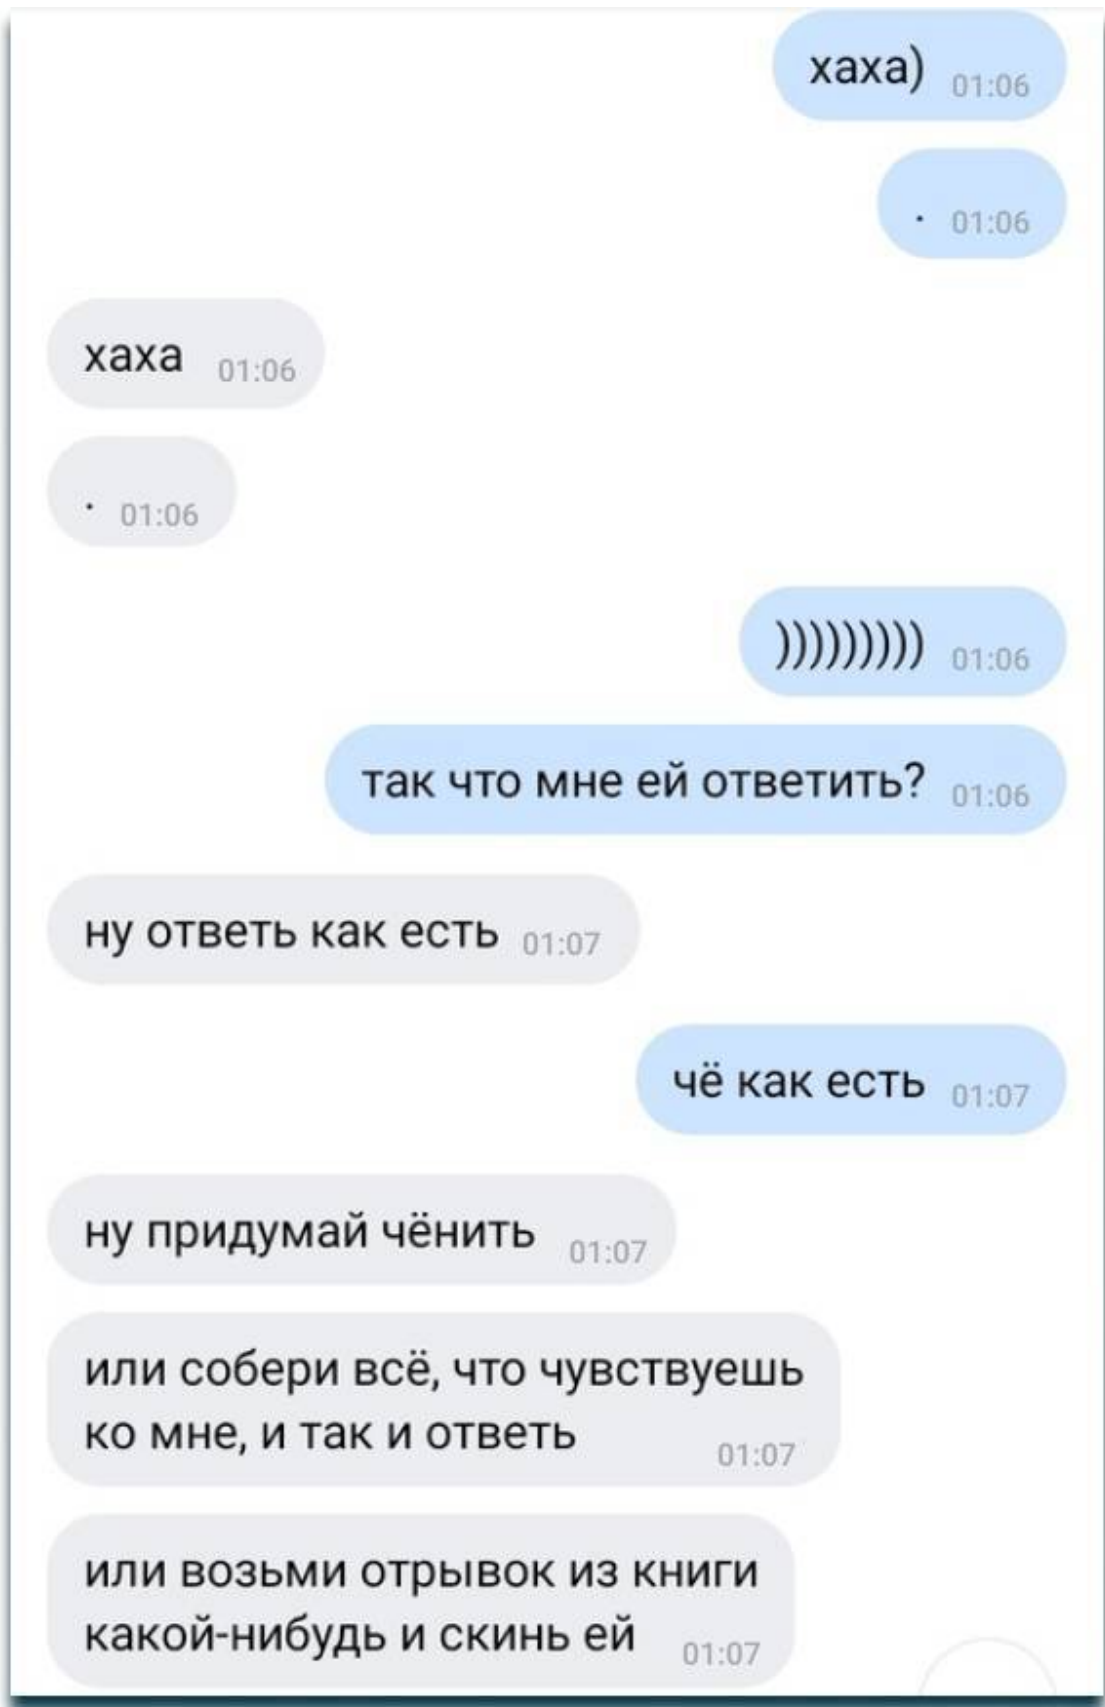 хаха) 01:06
. 01:06
хаха 01:06
. 01:06
))))))))) 01:06
так что мне ей ответить? 01:06
ну ответь как есть 01:07
чё как есть 01:07
ну придумай чёнить 01:07
или собери всё, что чувствуешь
ко мне, и так и ответь 01:07
или возьми отрывок из книги
какой-нибудь и скинь ей 01:07